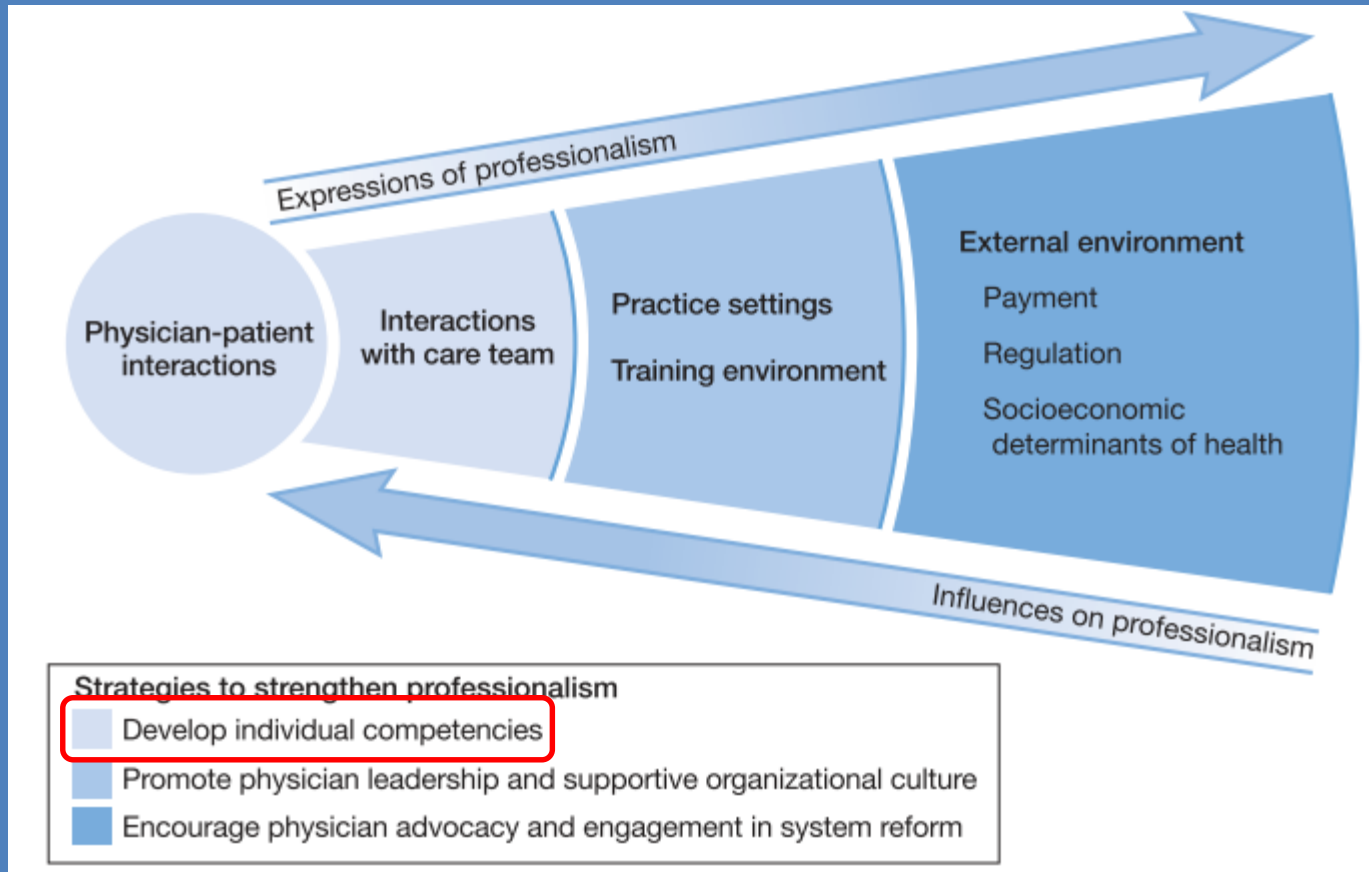 Expressions of professionalism
Physician-patient
interactions
Interactions
with care team
Practice settings
Training environment
External environment
Payment
Regulation
Socioeconomic
determinants of health
Influences on professionalism
Strategies to strengthen professionalism
Develop individual competencies
Promote physician leadership and supportive organizational culture
Encourage physician advocacy and engagement in system reform